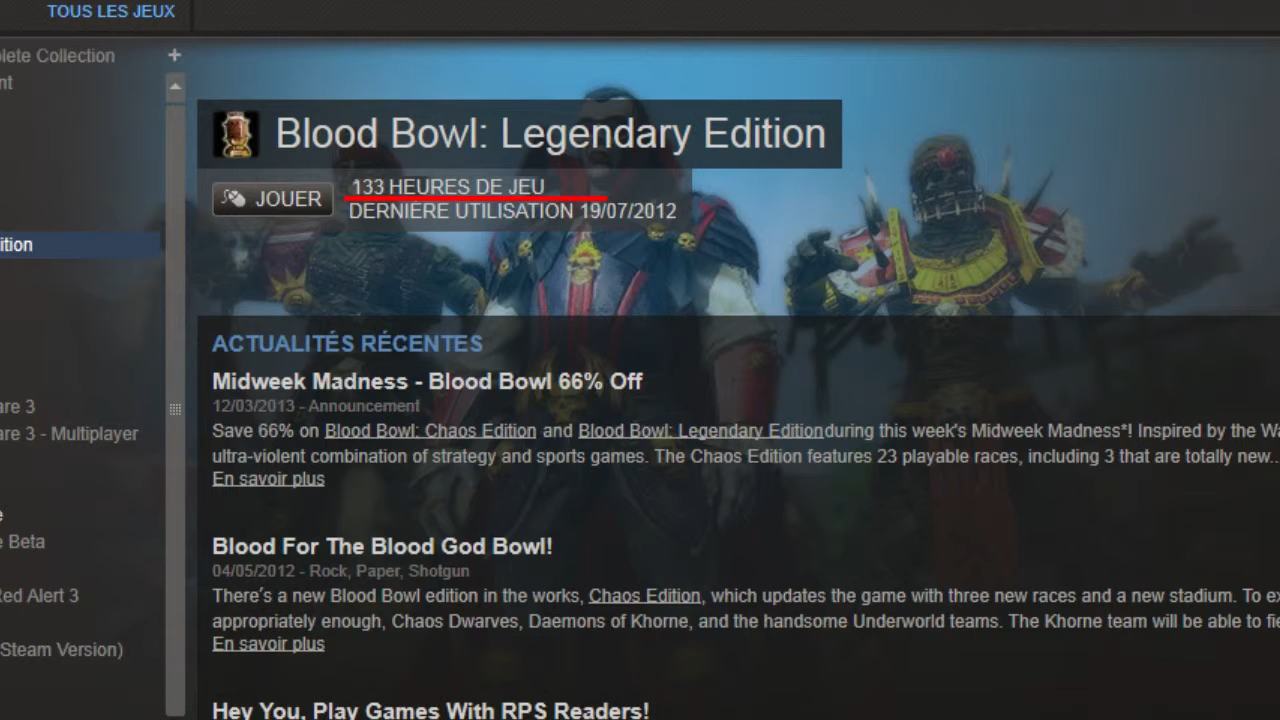 TOUS LES JEUX
lete Collection +
nt
Blood Bowl: Legendary Edition
JOUER
133 HEURES DE JEU
DERNIÈRE UTILISATION 19/07/2012
ition
ACTUALITÉS RÉCENTES
Midweek Madness - Blood Bowl 66% Off
12/03/2013 - Announcement
are 3
Save 66% on Blood Bowl: Chaos Edition and Blood Bowl: Legendary Editionduring this week's Midweek Madness*! Inspired by the Wa
are 3 - Multiplayer
ultra-violent combination of strategy and sports games. The Chaos Edition features 23 playable races, including 3 that are totally new...
En savoir plus
e
e Beta
Blood For The Blood God Bowl!
04/05/2012 - Rock, Paper, Shotgun
Red Alert 3
There's a new Blood Bowl edition in the works, Chaos Edition, which updates the game with three new races and a new stadium. To ex
appropriately enough, Chaos Dwarves, Daemons of Khorne, and the handsome Underworld teams. The Khorne team will be able to fie
En savoir plus
Steam Version)
Hey You, Play Games With RPS Readers!